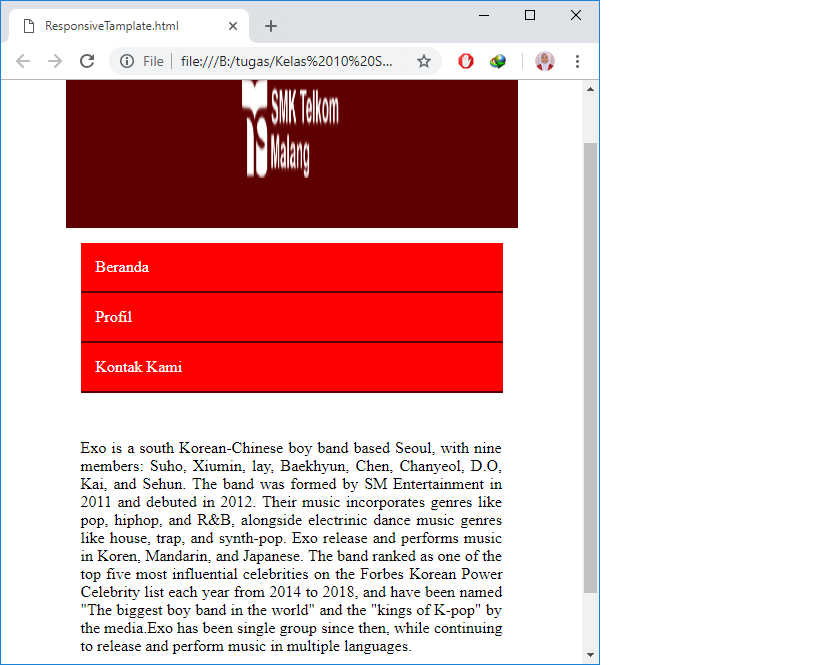 ResponsiveTamplate.html
File file:///B:/tugas/Kelas%2010%20S...
SMK Telkom
Malang
Beranda
Profil
Kontak Kami
Exo is a south Korean-Chinese boy band based Seoul, with nine
members: Suho, Xiumin, lay, Baekhyun, Chen, Chanyeol, D.O,
Kai, and Sehun. The band was formed by SM Entertainment in
2011 and debuted in 2012. Their music incorporates genres like
pop, hiphop, and R&B, alongside electrinic dance music genres
like house, trap, and synth-pop. Exo release and performs music
in Koren, Mandarin, and Japanese. The band ranked as one of the
top five most influential celebrities on the Forbes Korean Power
Celebrity list each year from 2014 to 2018, and have been named
"The biggest boy band in the world" and the "kings of K-pop" by
the media.Exo has been single group since then, while continuing
to release and perform music in multiple languages.